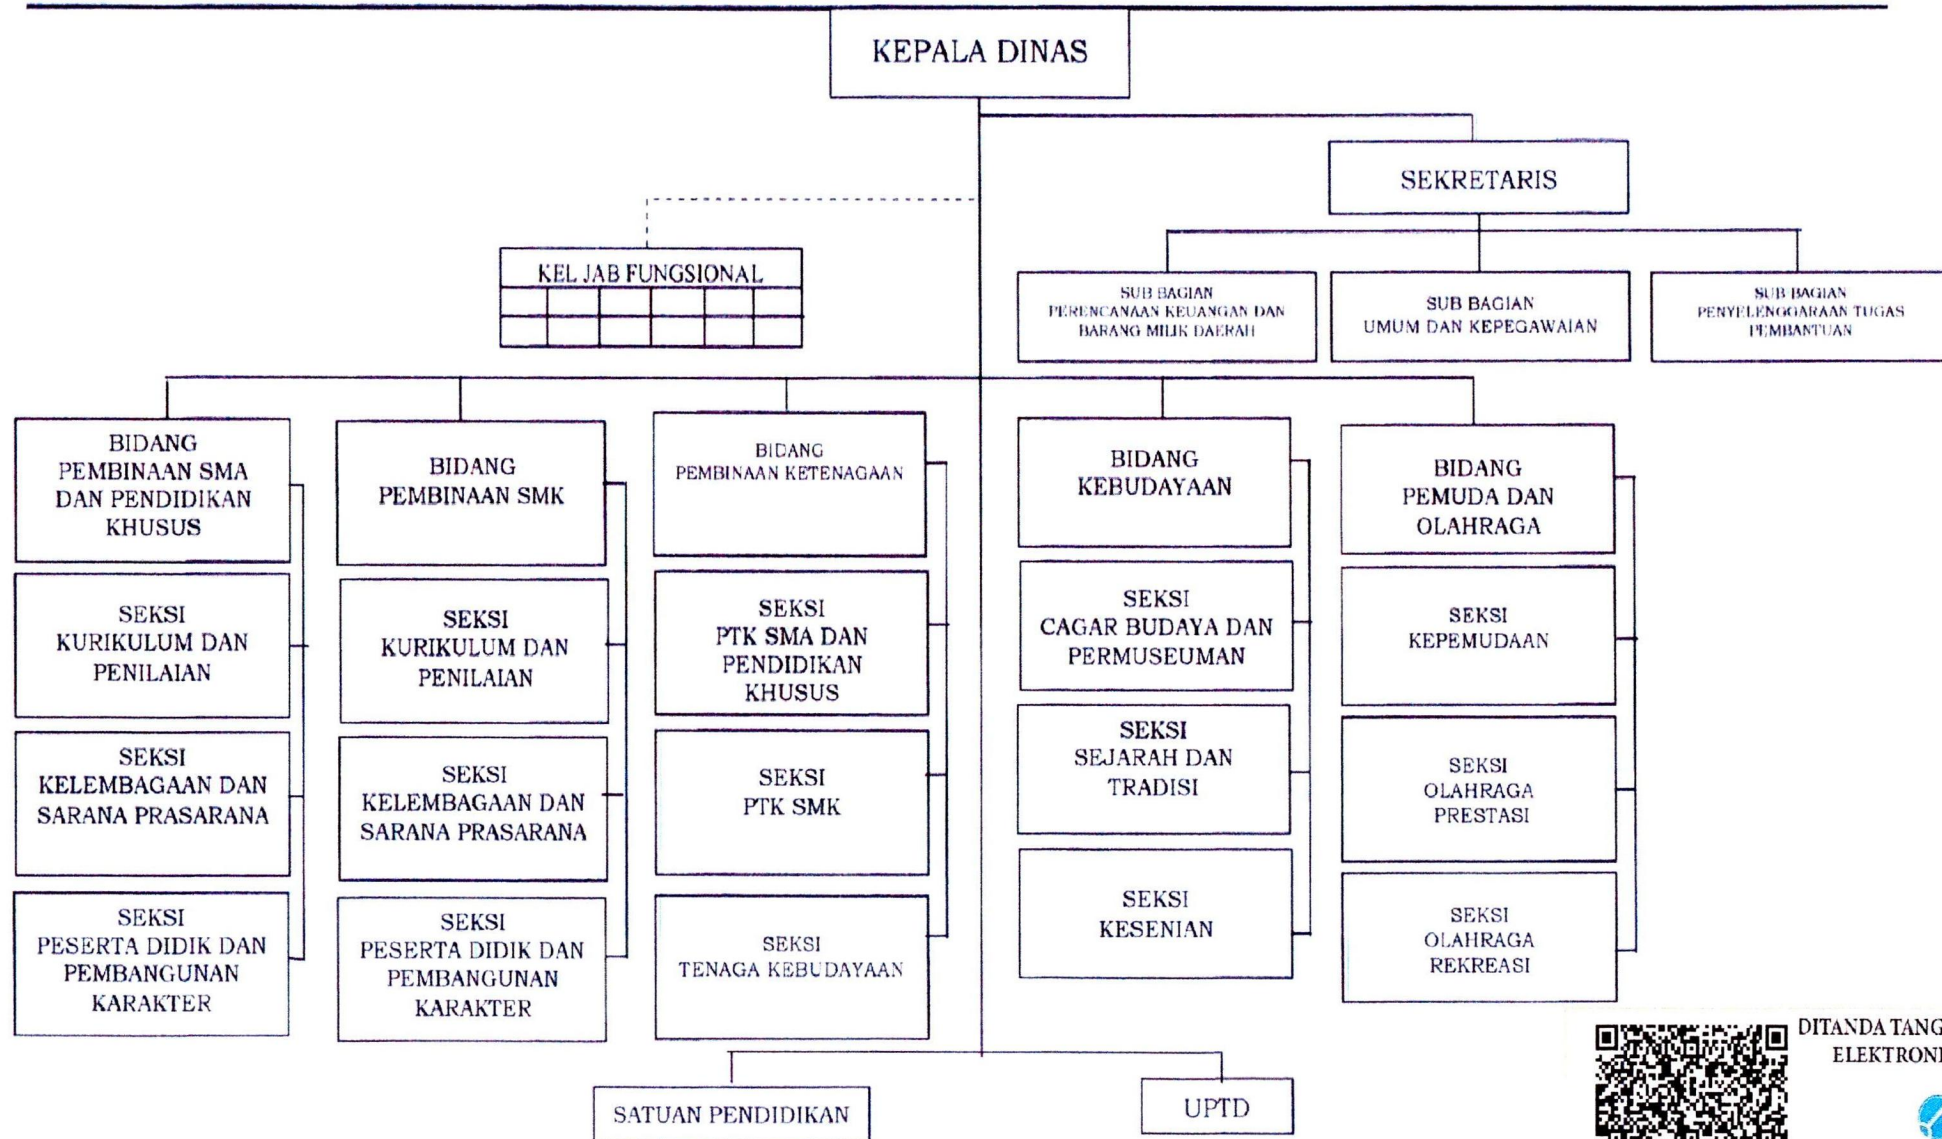 KEPALA DINAS
SEKRETARIS
KEL JAB FUNGSIONAL
SUB BAGIAN
PERENCANAAN KEUANGAN DAN
BARANG MILIK DAERAH
SUB BAGIAN
UMUM DAN KEPEGAWAIAN
SUB BAGIAN
PENYELENGGARAAN TUGAS
PEMBANTUAN
BIDANG
PEMBINAAN SMA
DAN PENDIDIKAN
KHUSUS
BIDANG
PEMBINAAN SMK
BIDANG
PEMBINAAN KETENAGAAN
BIDANG
KEBUDAYAAN
BIDANG
PEMUDA DAN
OLAHRAGA
SEKSI
KURIKULUM DAN
PENILAIAN
SEKSI
KURIKULUM DAN
PENILAIAN
SEKSI
PTK SMA DAN
PENDIDIKAN
KHUSUS
SEKSI
CAGAR BUDAYA DAN
PERMUSEUMAN
SEKSI
KEPEMUDAAN
SEKSI
KELEMBAGAAN DAN
SARANA PRASARANA
SEKSI
KELEMBAGAAN DAN
SARANA PRASARANA
SEKSI
PTK SMK
SEKSI
SEJARAH DAN
TRADISI
SEKSI
OLAHRAGA
PRESTASI
SEKSI
PESERTA DIDIK DAN
PEMBANGUNAN
KARAKTER
SEKSI
PESERTA DIDIK DAN
PEMBANGUNAN
KARAKTER
SEKSI
TENAGA KEBUDAYAAN
SEKSI
KESENIAN
SEKSI
OLAHRAGA
REKREASI
SATUAN PENDIDIKAN
UPTD
DITANDA TANG
ELEKTRONI